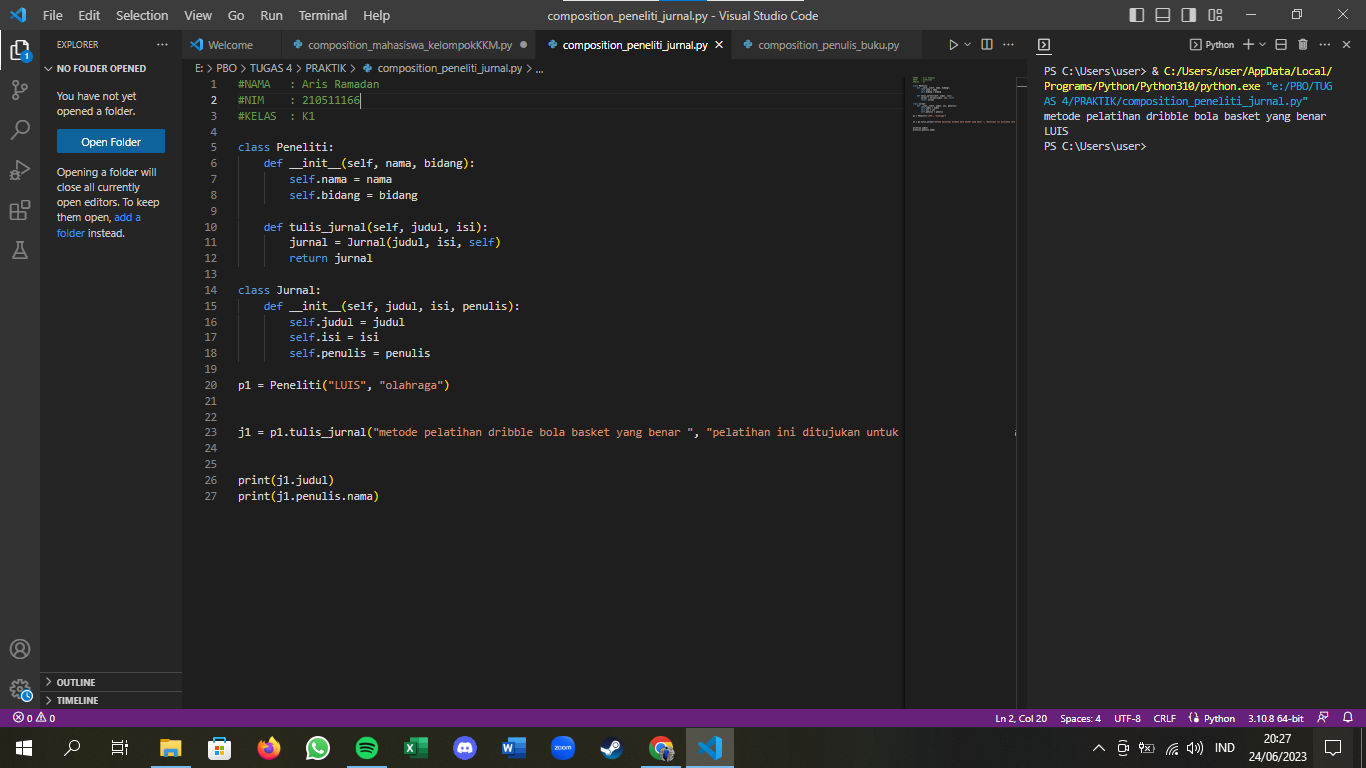 File Edit Selection View Go Run Terminal Help composition_peneliti_jurnal.py - Visual Studio Code
EXPLORER
NO FOLDER OPENED
You have not yet
opened a folder.
Open Folder
Opening a folder will
close all currently
open editors. To keep
them open, add a
folder instead.
OUTLINE
TIMELINE
Welcome composition_mahasiswa_kelompokKKM.py composition_peneliti_jurnal.py composition_penulis_buku.py
E: > PBO > TUGAS 4 > PRAKTIK > composition_peneliti_jurnal.py > ...
1 #NAMA   : Aris Ramadan
2 #NIM    : 210511166
3 #KELAS  : K1
4
5 class Peneliti:
6     def __init__(self, nama, bidang):
7         self.nama = nama
8         self.bidang = bidang
9
10     def tulis_jurnal(self, judul, isi):
11         jurnal = Jurnal(judul, isi, self)
12         return jurnal
13
14 class Jurnal:
15     def __init__(self, judul, isi, penulis):
16         self.judul = judul
17         self.isi = isi
18         self.penulis = penulis
19
20 p1 = Peneliti("LUIS", "olahraga")
21
22
23 j1 = p1.tulis_jurnal("metode pelatihan dribble bola basket yang benar ", "pelatihan ini ditujukan untuk
24
25
26 print(j1.judul)
27 print(j1.penulis.nama)
Python
PS C:\Users\user> & C:/Users/user/AppData/Local/
Programs/Python/Python310/python.exe "e:/PBO/TUG
AS 4/PRAKTIK/composition_peneliti_jurnal.py"
metode pelatihan dribble bola basket yang benar
LUIS
PS C:\Users\user>
0 0 Ln 2, Col 20 Spaces: 4 UTF-8 CRLF Python 3.10.8 64-bit
zoom
IND
20:27
24/06/2023